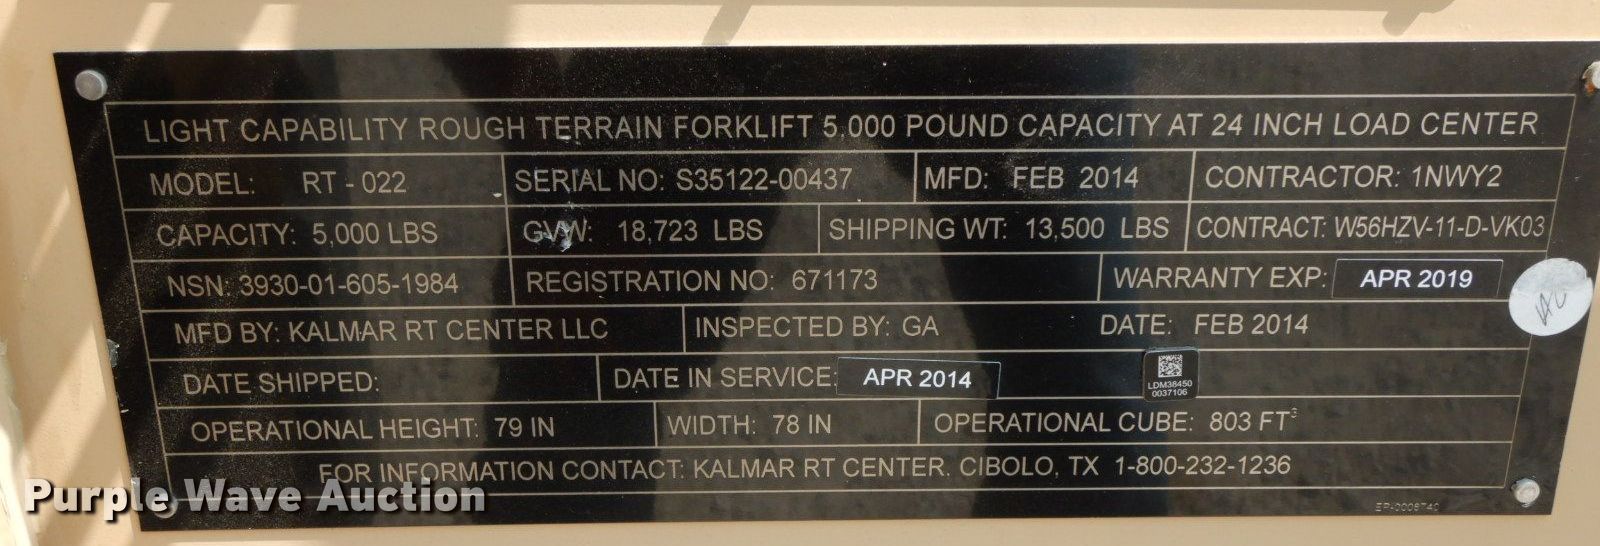 LIGHT CAPABILITY ROUGH TERRAIN FORKLIFT 5,000 POUND CAPACITY AT 24 INCH LOAD CENTER
MODEL: RT - 022 SERIAL NO: S35122-00437 MFD: FEB 2014 CONTRACTOR: 1NWY2
CAPACITY: 5,000 LBS GVW: 18,723 LBS SHIPPING WT: 13,500 LBS CONTRACT: W56HZV-11-D-VK03
NSN: 3930-01-605-1984 REGISTRATION NO: 671173 WARRANTY EXP: APR 2019
MFD BY: KALMAR RT CENTER LLC INSPECTED BY: GA DATE: FEB 2014
DATE SHIPPED: DATE IN SERVICE: APR 2014
LDM38450
0037106
OPERATIONAL HEIGHT: 79 IN WIDTH: 78 IN OPERATIONAL CUBE: 803 FT³
FOR INFORMATION CONTACT: KALMAR RT CENTER. CIBOLO, TX 1-800-232-1236
Purple Wave Auction